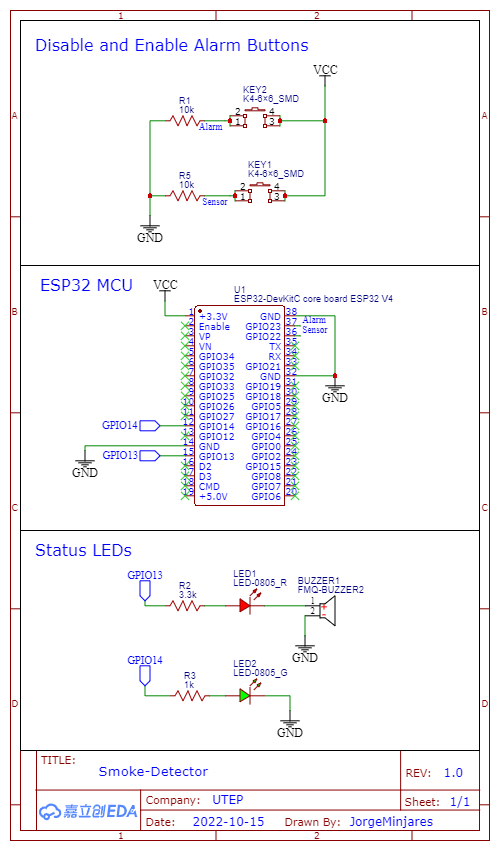 1 2
A
B
C
D
A
B
C
D
Disable and Enable Alarm Buttons
VCC
KEY2
K4-6×6_SMD
R1
10k
Alarm
2 4
1 3
KEY1
K4-6×6_SMD
R5
10k
Sensor
2 4
1 3
GND
ESP32 MCU
VCC
U1
ESP32-DevKitC core board ESP32 V4
1 +3.3V GND 38
2 Enable GPIO23 37 Alarm
3 VP GPIO22 36 Sensor
4 VN TX 35
5 GPIO34 RX 34
6 GPIO35 GPIO21 33
7 GPIO32 GND 32
8 GPIO33 GPIO19 31
9 GPIO25 GPIO18 30
10 GPIO26 GPIO5 29
11 GPIO27 GPIO17 28
GPIO14 12 GPIO14 GPIO16 27
13 GPIO12 GPIO4 26
14 GND GPIO0 25
GPIO13 15 GPIO13 GPIO2 24
16 D2 GPIO15 23
17 D3 GPIO8 22
18 CMD GPIO7 21
19 +5.0V GPIO6 20
GND
GND
Status LEDs
GPIO13
R2
3.3k
LED1
LED-0805_R
BUZZER1
FMQ-BUZZER2
1 +
2 -
GND
GPIO14
R3
1k
LED2
LED-0805_G
GND
TITLE:
Smoke-Detector
REV: 1.0
嘉立创EDA
Company: UTEP
Sheet: 1/1
Date: 2022-10-15 Drawn By: JorgeMinjares
1 2